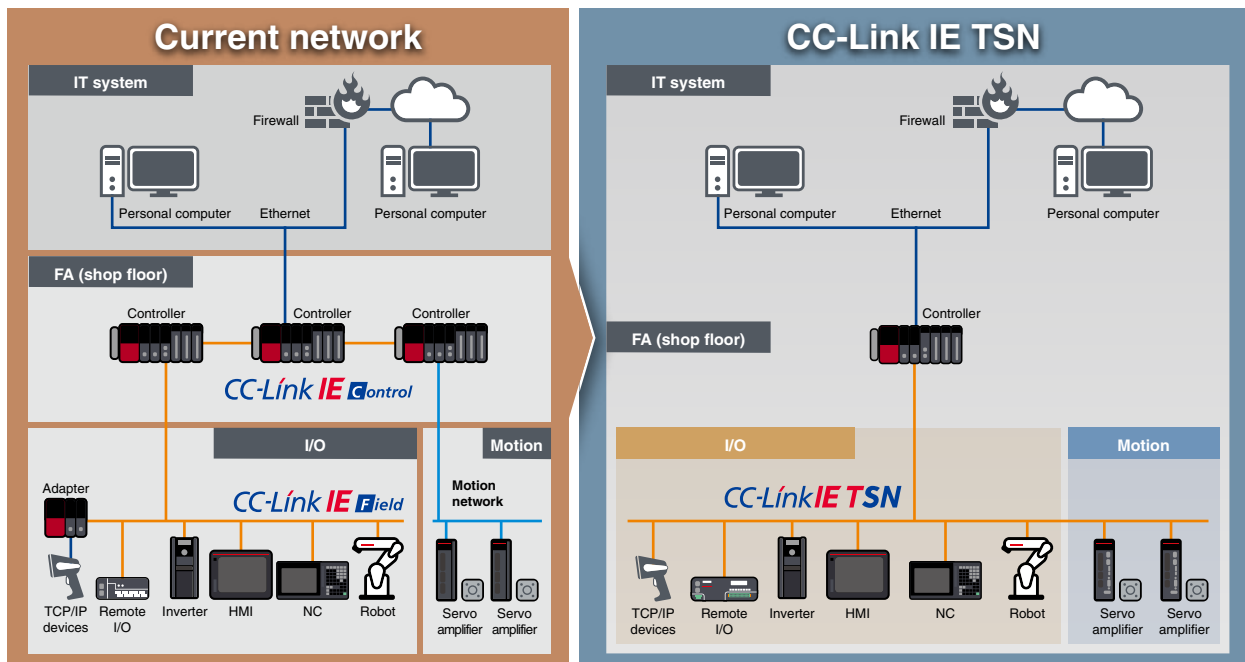 Current network
IT system
Firewall
Personal computer
Ethernet
Personal computer
FA (shop floor)
Controller
Controller
Controller
CC-Link IE Control
I/O
Motion
Adapter
CC-Link IE Field
Motion
network
TCP/IP
devices
Remote
I/O
Inverter
HMI
NC
Robot
Servo
amplifier
Servo
amplifier
CC-Link IE TSN
IT system
Firewall
Personal computer
Ethernet
Personal computer
Controller
FA (shop floor)
I/O
Motion
CC-Link IE TSN
TCP/IP
devices
Remote
I/O
Inverter
HMI
NC
Robot
Servo
amplifier
Servo
amplifier